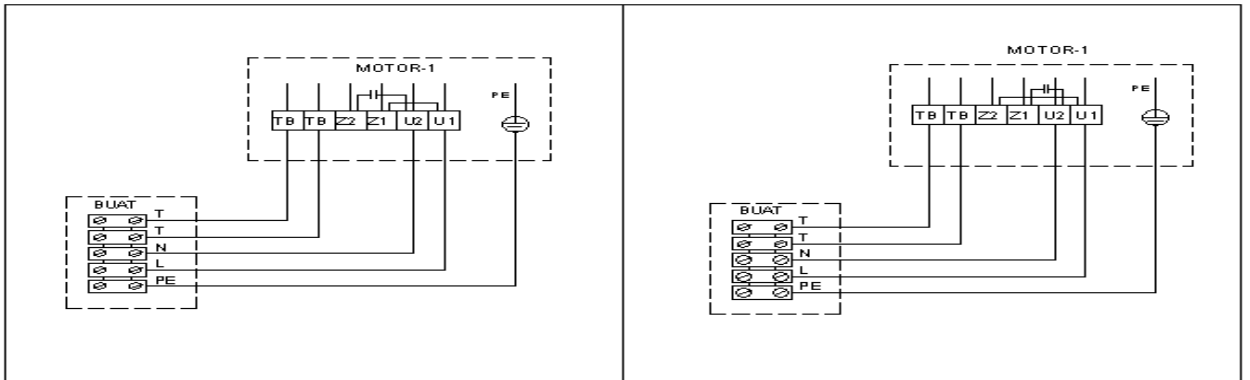 MOTOR-1
PE
TB TB Z2 Z1 U2 U1
BUAT
T
T
N
L
PE
MOTOR-1
PE
TB TB Z2 Z1 U2 U1
BUAT
T
T
N
L
PE